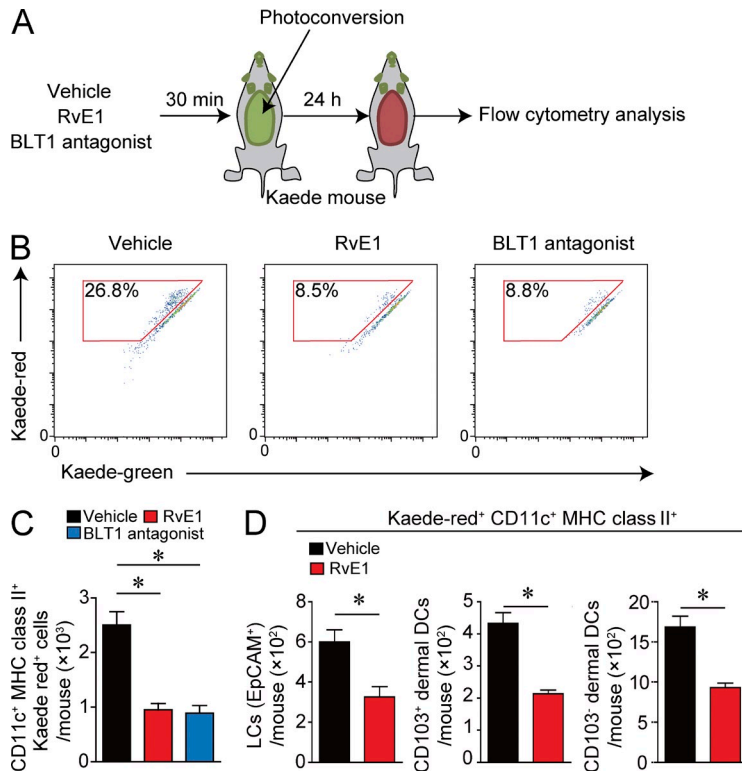 A
Photoconversion
Vehicle
RvE1
BLT1 antagonist
30 min
24 h
Flow cytometry analysis
Kaede mouse
B
Vehicle
RvE1
BLT1 antagonist
26.8%
8.5%
8.8%
Kaede-red
0
0
0
0
0
0
Kaede-green
C
Vehicle
RvE1
BLT1 antagonist
CD11c⁺ MHC class II⁺
Kaede red⁺ cells
/mouse (×10³)
3
2
1
0
*
*
D
Kaede-red⁺ CD11c⁺ MHC class II⁺
Vehicle
RvE1
LCs (EpCAM⁺)
/mouse (×10²)
8
6
4
2
0
*
CD103⁺ dermal DCs
/mouse (×10²)
5
4
3
2
1
0
*
CD103⁻ dermal DCs
/mouse (×10²)
20
15
10
5
0
*